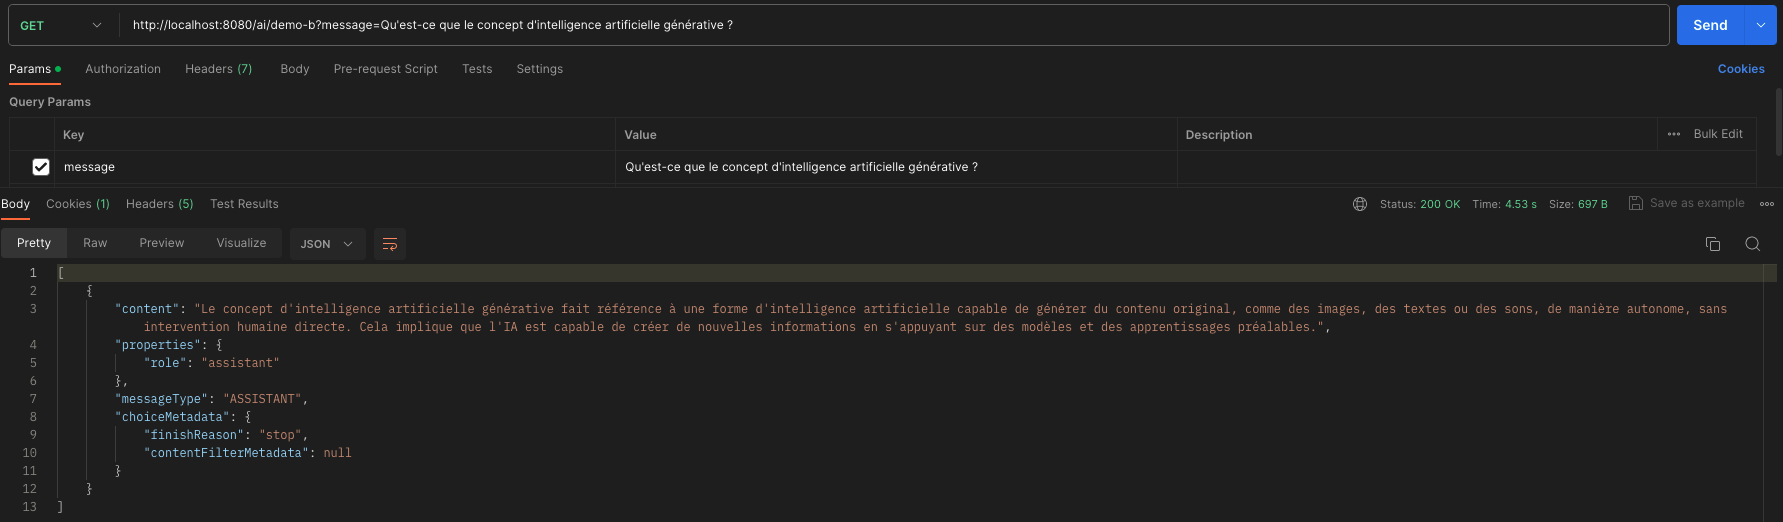 GET http://localhost:8080/ai/demo-b?message=Qu'est-ce que le concept d'intelligence artificielle générative ? Send
Params Authorization Headers (7) Body Pre-request Script Tests Settings Cookies
Query Params
Key Value Description Bulk Edit
message Qu'est-ce que le concept d'intelligence artificielle générative ?
Body Cookies (1) Headers (5) Test Results Status: 200 OK Time: 4.53 s Size: 697 B Save as example
Pretty Raw Preview Visualize JSON
1 [
2 {
3 "content": "Le concept d'intelligence artificielle générative fait référence à une forme d'intelligence artificielle capable de générer du contenu original, comme des images, des textes ou des sons, de manière autonome, sans
intervention humaine directe. Cela implique que l'IA est capable de créer de nouvelles informations en s'appuyant sur des modèles et des apprentissages préalables.",
4 "properties": {
5 "role": "assistant"
6 },
7 "messageType": "ASSISTANT",
8 "choiceMetadata": {
9 "finishReason": "stop",
10 "contentFilterMetadata": null
11 }
12 }
13 ]